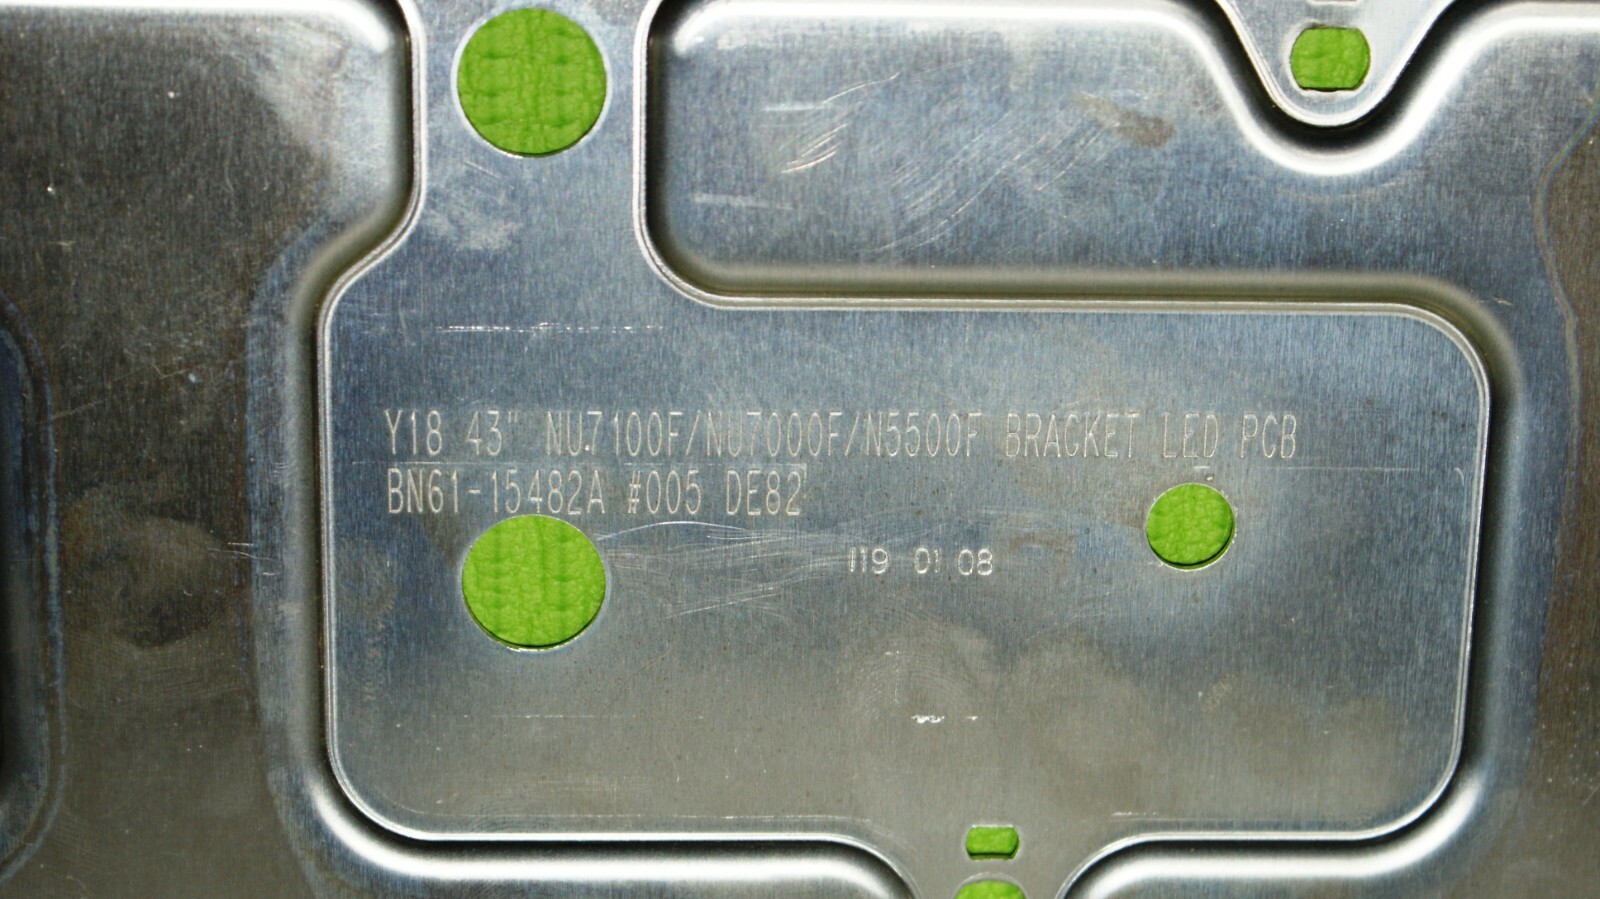 Y18 43" NU7100F/NU7000F/N5500F BRACKET LED PCB
BN61-15482A #005 DE82
119 01 08